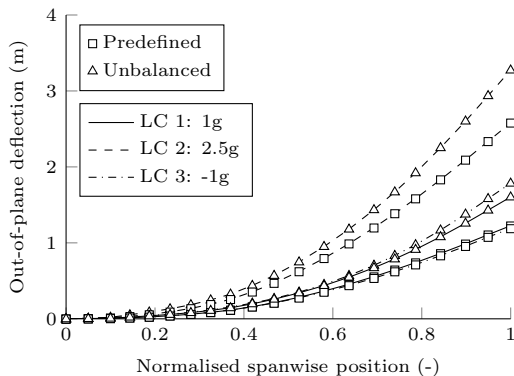 4
3
2
1
0
Out-of-plane deflection (m)
Predefined
Unbalanced
LC 1: 1g
LC 2: 2.5g
LC 3: -1g
0 0.2 0.4 0.6 0.8 1
Normalised spanwise position (-)